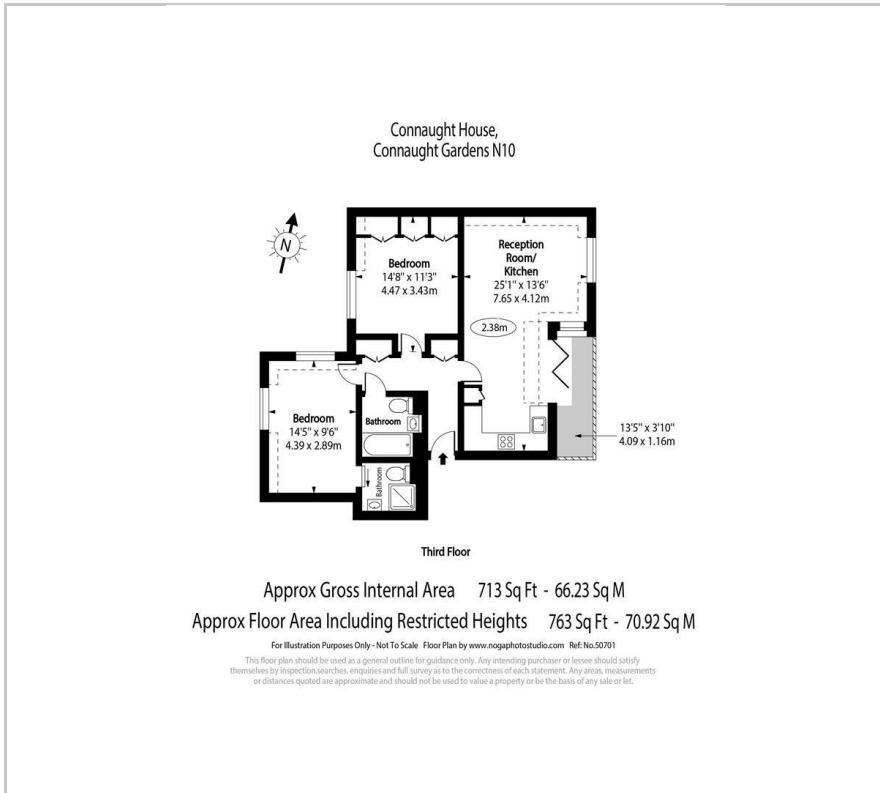 Connaught House,
Connaught Gardens N10
N
Bedroom
14'8" x 11'3"
4.47 x 3.43m
Reception
Room/
Kitchen
25'1" x 13'6"
7.65 x 4.12m
2.38m
Bedroom
14'5" x 9'6"
4.39 x 2.89m
Bathroom
Bathroom
13'5" x 3'10"
4.09 x 1.16m
Third Floor
Approx Gross Internal Area 713 Sq Ft - 66.23 Sq M
Approx Floor Area Including Restricted Heights 763 Sq Ft - 70.92 Sq M
For Illustration Purposes Only - Not To Scale Floor Plan by www.nogaphotostudio.com Ref: No.50701
This floor plan should be used as a general outline for guidance only. Any intending purchaser or lessee should satisfy
themselves by inspection,searches, enquiries and full survey as to the correctness of each statement. Any areas, measurements
or distances quoted are approximate and should not be used to value a property or be the basis of any sale or let.